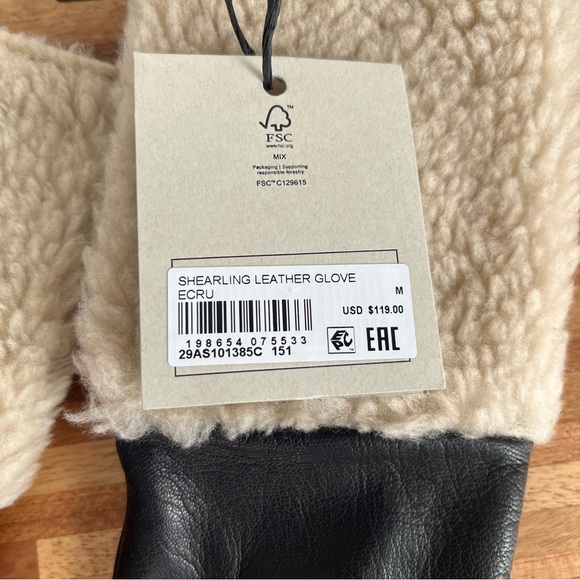 FSC
www.fsc.org
MIX
Packaging | Supporting
responsible forestry
FSC™ C129615
SHEARLING LEATHER GLOVE
ECRU
M
USD $119.00
198654 075533
29AS101385C 151
EAC